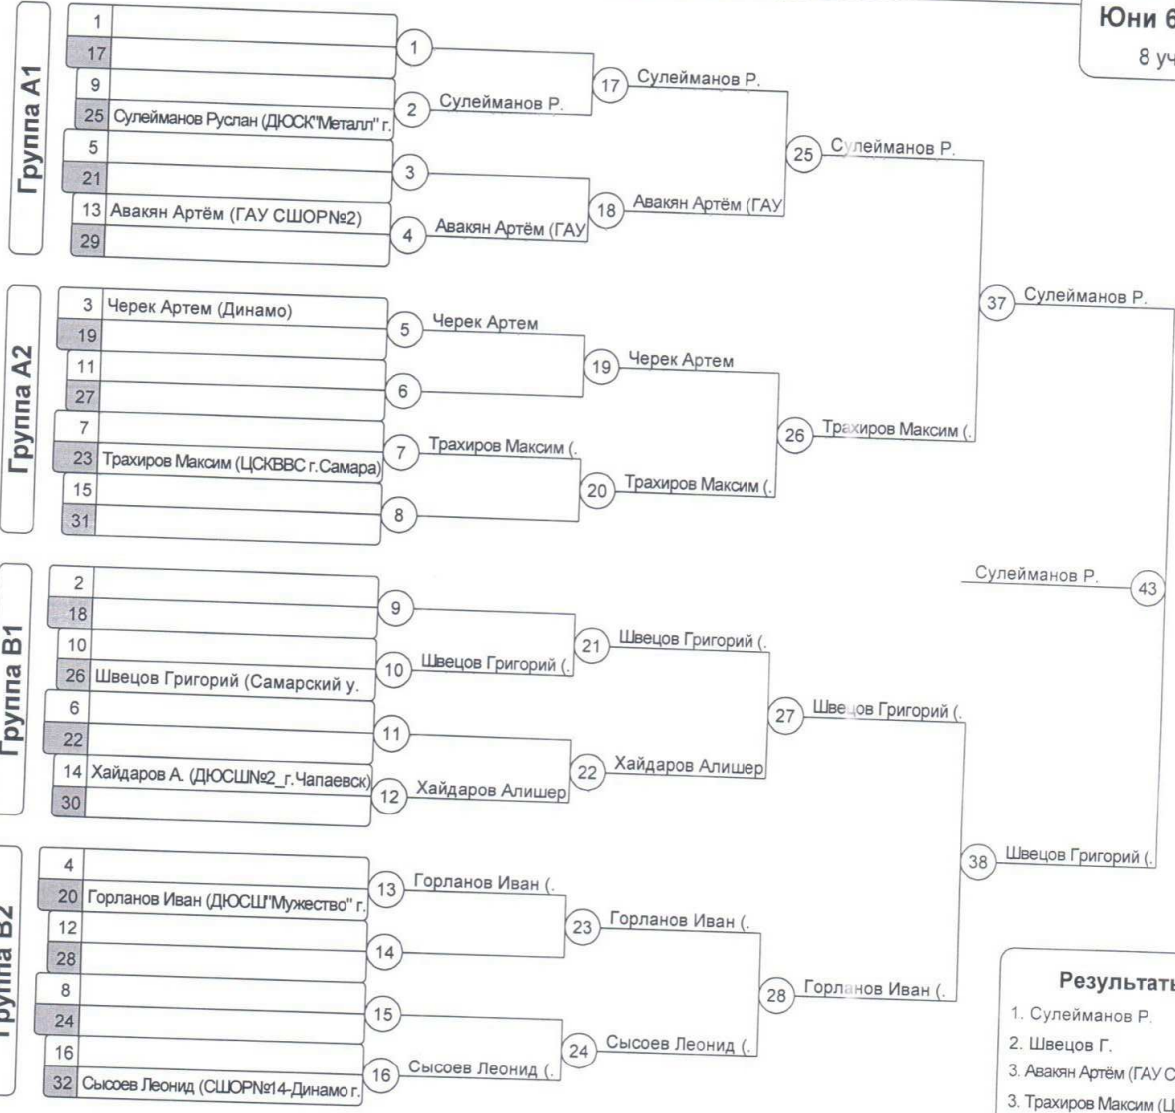 Юни 6
8 уч
Группа A1
1
17
9
25 Сулейманов Руслан (ДЮСК"Металл" г.
5
21
13 Авакян Артём (ГАУ СШОР№2)
29
1
2 Сулейманов Р.
3
4 Авакян Артём (ГАУ
17 Сулейманов Р.
18 Авакян Артём (ГАУ
25 Сулейманов Р.
Группа A2
3 Черек Артем (Динамо)
19
11
27
7
23 Трахиров Максим (ЦСКВВС г.Самара)
15
31
5 Черек Артем
6
7 Трахиров Максим (.
8
19 Черек Артем
20 Трахиров Максим (.
26 Трахиров Максим (.
37 Сулейманов Р.
Группа B1
2
18
10
26 Швецов Григорий (Самарский у.
6
22
14 Хайдаров А. (ДЮСШ№2_г.Чапаевск)
30
9
10 Швецов Григорий (.
11
12 Хайдаров Алишер
21 Швецов Григорий (.
22 Хайдаров Алишер
27 Швецов Григорий (.
Сулейманов Р. 43
Группа B2
4
20 Горланов Иван (ДЮСШ"Мужество" г.
12
28
8
24
16
32 Сысоев Леонид (СШОР№14-Динамо г.
13 Горланов Иван (.
14
15
16 Сысоев Леонид (.
23 Горланов Иван (.
24 Сысоев Леонид (.
28 Горланов Иван (.
38 Швецов Григорий (.
Результаты
1. Сулейманов Р.
2. Швецов Г.
3. Авакян Артём (ГАУ С
3. Трахиров Максим (Ц